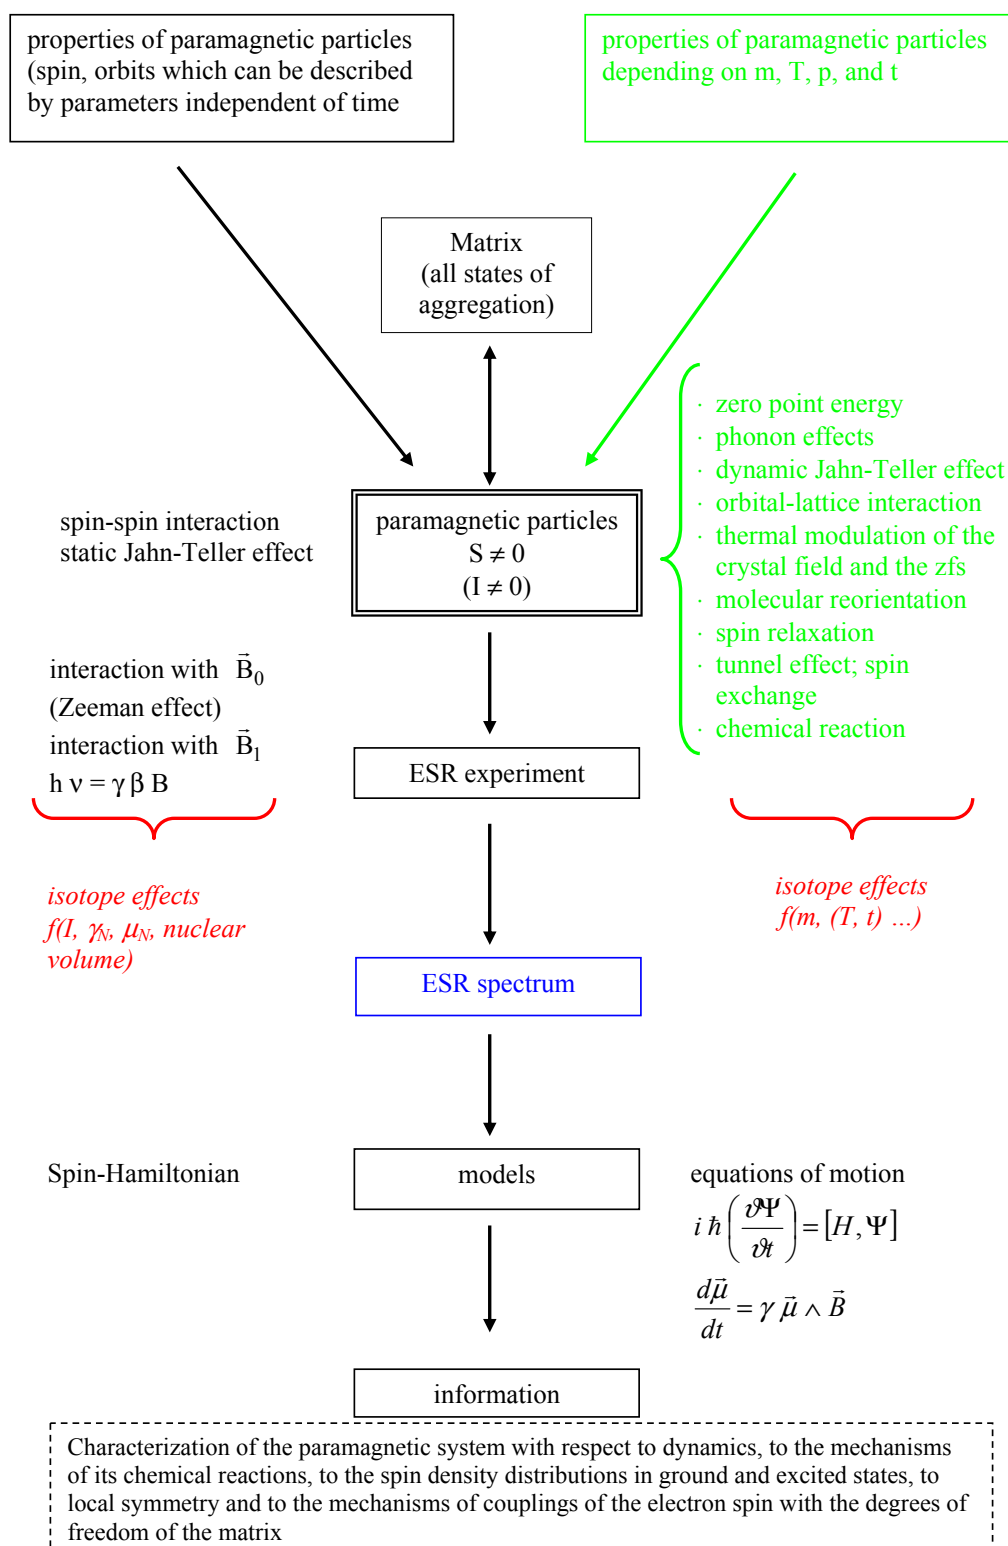 properties of paramagnetic particles
(spin, orbits which can be described
by parameters independent of time
properties of paramagnetic particles
depending on m, T, p, and t
Matrix
(all states of
aggregation)
spin-spin interaction
static Jahn-Teller effect
paramagnetic particles
S ≠ 0
(I ≠ 0)
· zero point energy
· phonon effects
· dynamic Jahn-Teller effect
· orbital-lattice interaction
· thermal modulation of the
crystal field and the zfs
· molecular reorientation
· spin relaxation
· tunnel effect; spin
exchange
· chemical reaction
interaction with B⃗₀
(Zeeman effect)
interaction with B⃗₁
h ν = γ β B
ESR experiment
isotope effects
f(I, γN, μN, nuclear
volume)
isotope effects
f(m, (T, t) ...)
ESR spectrum
Spin-Hamiltonian
models
equations of motion
i ħ (ϑΨ/ϑt) = [H, Ψ]
dμ⃗/dt = γ μ⃗ ∧ B⃗
information
Characterization of the paramagnetic system with respect to dynamics, to the mechanisms
of its chemical reactions, to the spin density distributions in ground and excited states, to
local symmetry and to the mechanisms of couplings of the electron spin with the degrees of
freedom of the matrix